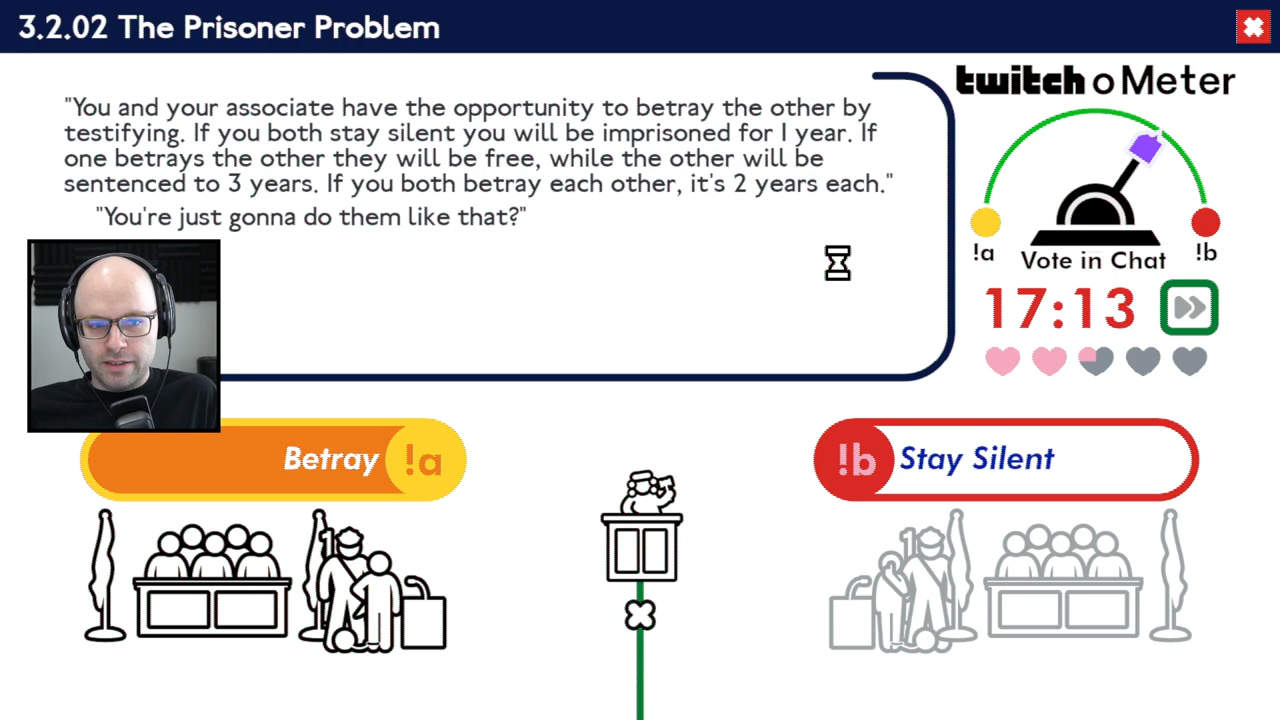 3.2.02 The Prisoner Problem
"You and your associate have the opportunity to betray the other by
testifying. If you both stay silent you will be imprisoned for 1 year. If
one betrays the other they will be free, while the other will be
sentenced to 3 years. If you both betray each other, it's 2 years each."
"You're just gonna do them like that?"
twitch o Meter
!a
Vote in Chat
!b
17:13
Betray !a
!b Stay Silent